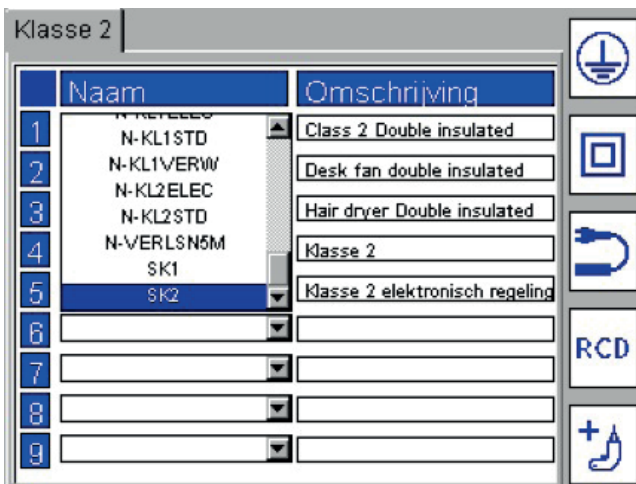 Klasse 2
Naam Omschrijving
1 N-KL1STD Class 2 Double insulated
2 N-KL1VERW Desk fan double insulated
N-KL2ELEC
3 N-KL2STD Hair dryer Double insulated
4 N-VERLSN5M Klasse 2
SK1
5 SK2 Klasse 2 elektronisch regeling
6
7
8
9
RCD